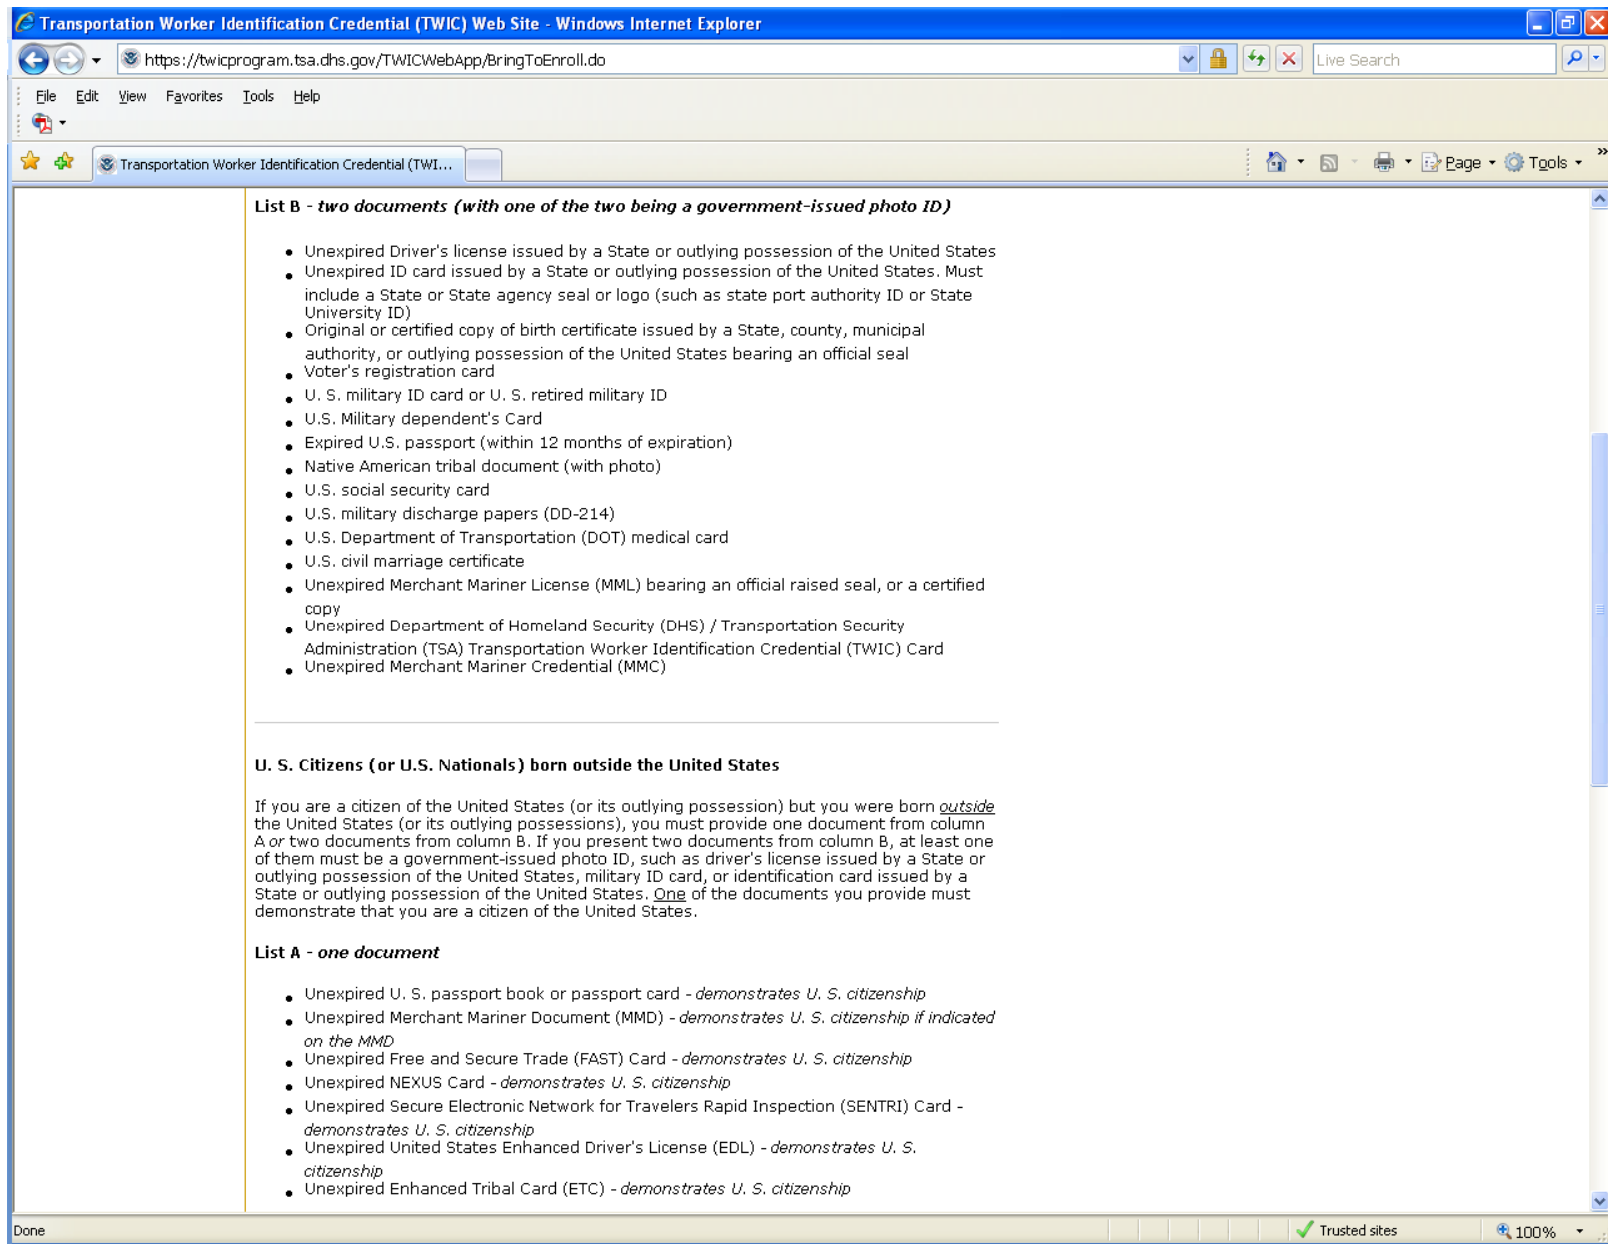 Transportation Worker Identification Credential (TWIC) Web Site - Windows Internet Explorer
https://twicprogram.tsa.dhs.gov/TWICWebApp/BringToEnroll.do
Live Search
File Edit View Favorites Tools Help
Transportation Worker Identification Credential (TWI...
Page Tools
List B - two documents (with one of the two being a government-issued photo ID)
Unexpired Driver's license issued by a State or outlying possession of the United States
Unexpired ID card issued by a State or outlying possession of the United States. Must
include a State or State agency seal or logo (such as state port authority ID or State
University ID)
Original or certified copy of birth certificate issued by a State, county, municipal
authority, or outlying possession of the United States bearing an official seal
Voter's registration card
U. S. military ID card or U. S. retired military ID
U.S. Military dependent's Card
Expired U.S. passport (within 12 months of expiration)
Native American tribal document (with photo)
U.S. social security card
U.S. military discharge papers (DD-214)
U.S. Department of Transportation (DOT) medical card
U.S. civil marriage certificate
Unexpired Merchant Mariner License (MML) bearing an official raised seal, or a certified
copy
Unexpired Department of Homeland Security (DHS) / Transportation Security
Administration (TSA) Transportation Worker Identification Credential (TWIC) Card
Unexpired Merchant Mariner Credential (MMC)
U. S. Citizens (or U.S. Nationals) born outside the United States
If you are a citizen of the United States (or its outlying possession) but you were born outside
the United States (or its outlying possessions), you must provide one document from column
A or two documents from column B. If you present two documents from column B, at least one
of them must be a government-issued photo ID, such as driver's license issued by a State or
outlying possession of the United States, military ID card, or identification card issued by a
State or outlying possession of the United States. One of the documents you provide must
demonstrate that you are a citizen of the United States.
List A - one document
Unexpired U. S. passport book or passport card - demonstrates U. S. citizenship
Unexpired Merchant Mariner Document (MMD) - demonstrates U. S. citizenship if indicated
on the MMD
Unexpired Free and Secure Trade (FAST) Card - demonstrates U. S. citizenship
Unexpired NEXUS Card - demonstrates U. S. citizenship
Unexpired Secure Electronic Network for Travelers Rapid Inspection (SENTRI) Card -
demonstrates U. S. citizenship
Unexpired United States Enhanced Driver's License (EDL) - demonstrates U. S.
citizenship
Unexpired Enhanced Tribal Card (ETC) - demonstrates U. S. citizenship
Done Trusted sites 100%